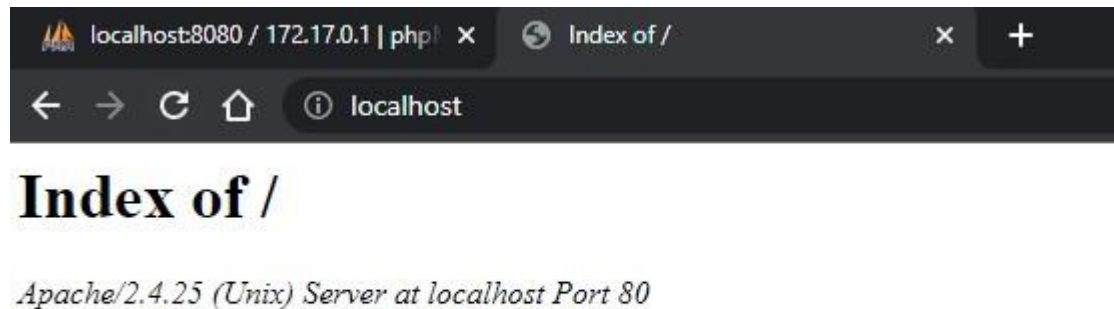 localhost:8080 / 172.17.0.1 | php
Index of /
localhost
Index of /
Apache/2.4.25 (Unix) Server at localhost Port 80